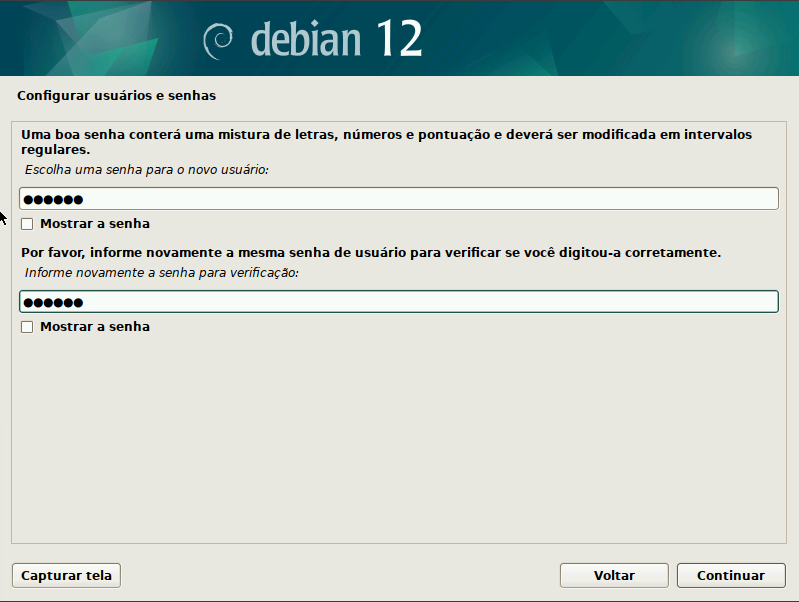 debian 12
Configurar usuários e senhas
Uma boa senha conterá uma mistura de letras, números e pontuação e deverá ser modificada em intervalos
regulares.
Escolha uma senha para o novo usuário:
●●●●●●
Mostrar a senha
Por favor, informe novamente a mesma senha de usuário para verificar se você digitou-a corretamente.
Informe novamente a senha para verificação:
●●●●●●
Mostrar a senha
Capturar tela
Voltar
Continuar